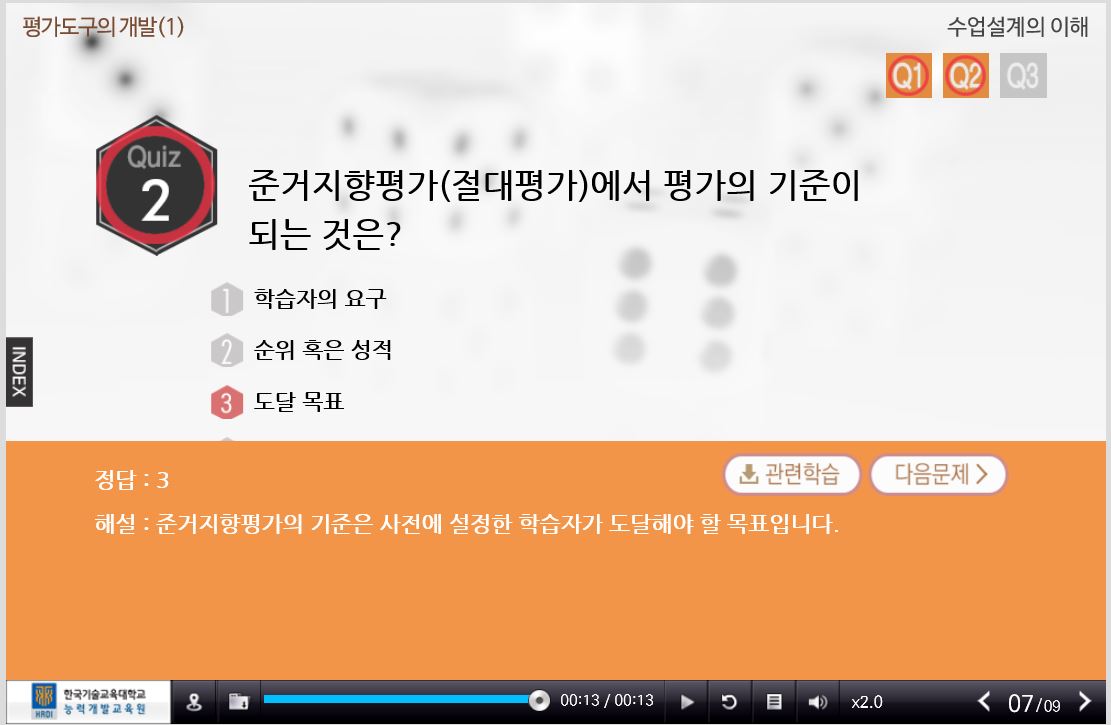 평가도구의 개발(1)
수업설계의 이해
Q1 Q2 Q3
Quiz
2
준거지향평가(절대평가)에서 평가의 기준이
되는 것은?
1 학습자의 요구
2 순위 혹은 성적
3 도달 목표
INDEX
정답 : 3
관련학습
다음문제 >
해설 : 준거지향평가의 기준은 사전에 설정한 학습자가 도달해야 할 목표입니다.
HRDI
한국기술교육대학교
능력개발교육원
00:13 / 00:13
x2.0
07/09